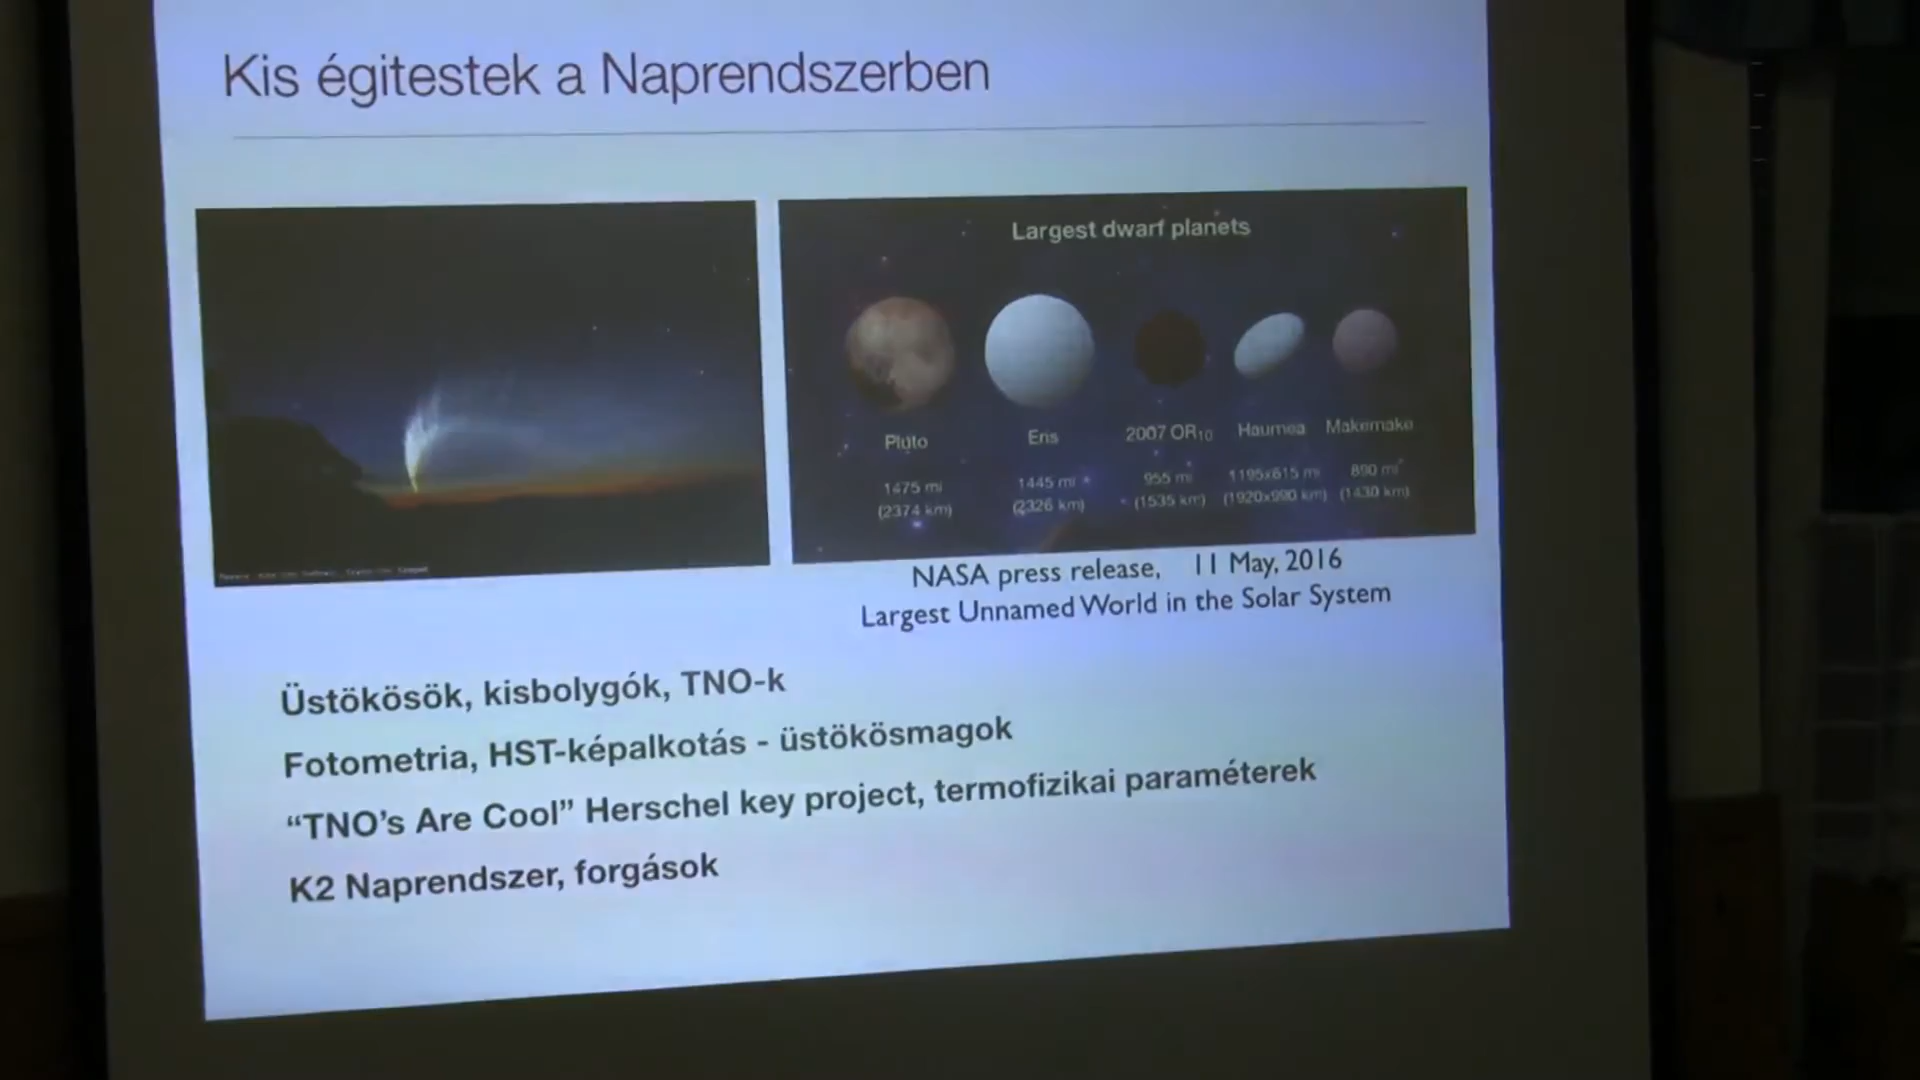 Kis égitestek a Naprendszerben
Largest dwarf planets
Pluto
Eris
2007 OR10
Haumea
Makemake
1475 mi
(2374 km)
1445 mi
(2326 km)
955 mi
(1535 km)
1195x615 mi
(1920x990 km)
890 mi
(1430 km)
NASA press release, 11 May, 2016
Largest Unnamed World in the Solar System
Üstökösök, kisbolygók, TNO-k
Fotometria, HST-képalkotás - üstökösmagok
“TNO’s Are Cool” Herschel key project, termofizikai paraméterek
K2 Naprendszer, forgások